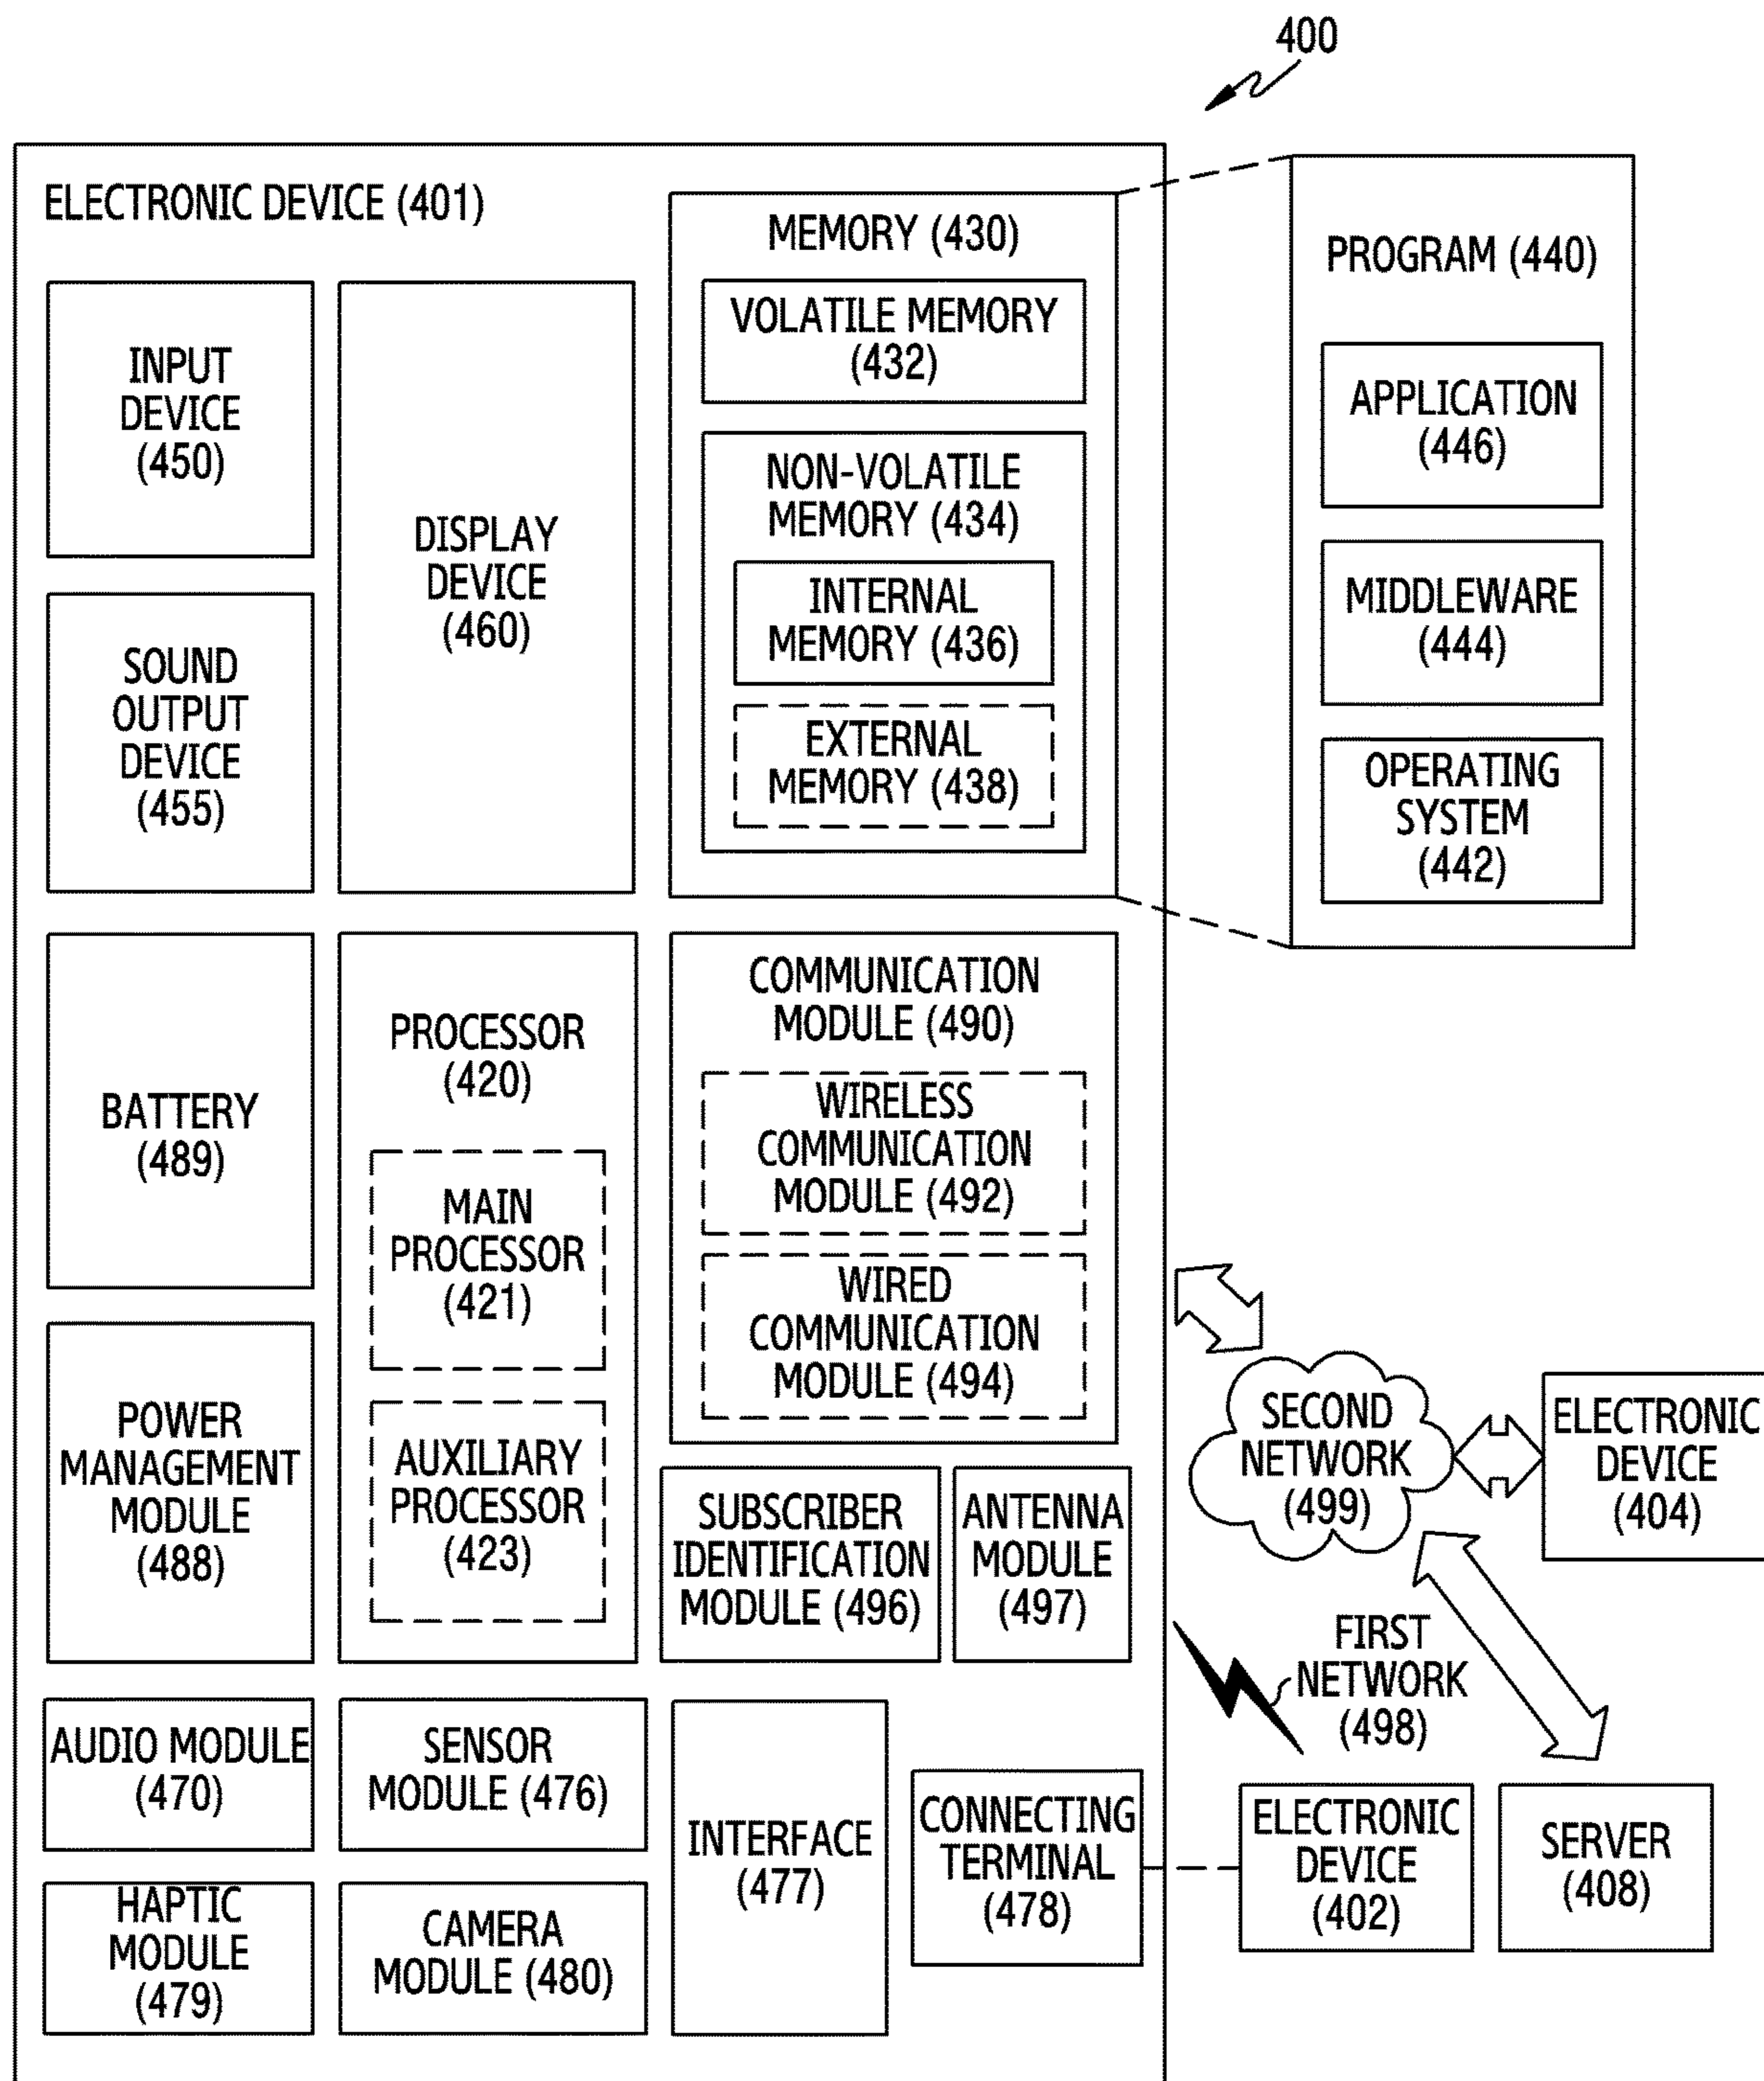 400
ELECTRONIC DEVICE (401)
INPUT
DEVICE
(450)
SOUND
OUTPUT
DEVICE
(455)
DISPLAY
DEVICE
(460)
MEMORY (430)
VOLATILE MEMORY
(432)
NON-VOLATILE
MEMORY (434)
INTERNAL
MEMORY (436)
EXTERNAL
MEMORY (438)
PROGRAM (440)
APPLICATION
(446)
MIDDLEWARE
(444)
OPERATING
SYSTEM
(442)
BATTERY
(489)
POWER
MANAGEMENT
MODULE
(488)
PROCESSOR
(420)
MAIN
PROCESSOR
(421)
AUXILIARY
PROCESSOR
(423)
COMMUNICATION
MODULE (490)
WIRELESS
COMMUNICATION
MODULE (492)
WIRED
COMMUNICATION
MODULE (494)
SUBSCRIBER
IDENTIFICATION
MODULE (496)
ANTENNA
MODULE
(497)
SECOND
NETWORK
(499)
ELECTRONIC
DEVICE
(404)
FIRST
NETWORK
(498)
AUDIO MODULE
(470)
SENSOR
MODULE (476)
HAPTIC
MODULE
(479)
CAMERA
MODULE (480)
INTERFACE
(477)
CONNECTING
TERMINAL
(478)
ELECTRONIC
DEVICE
(402)
SERVER
(408)